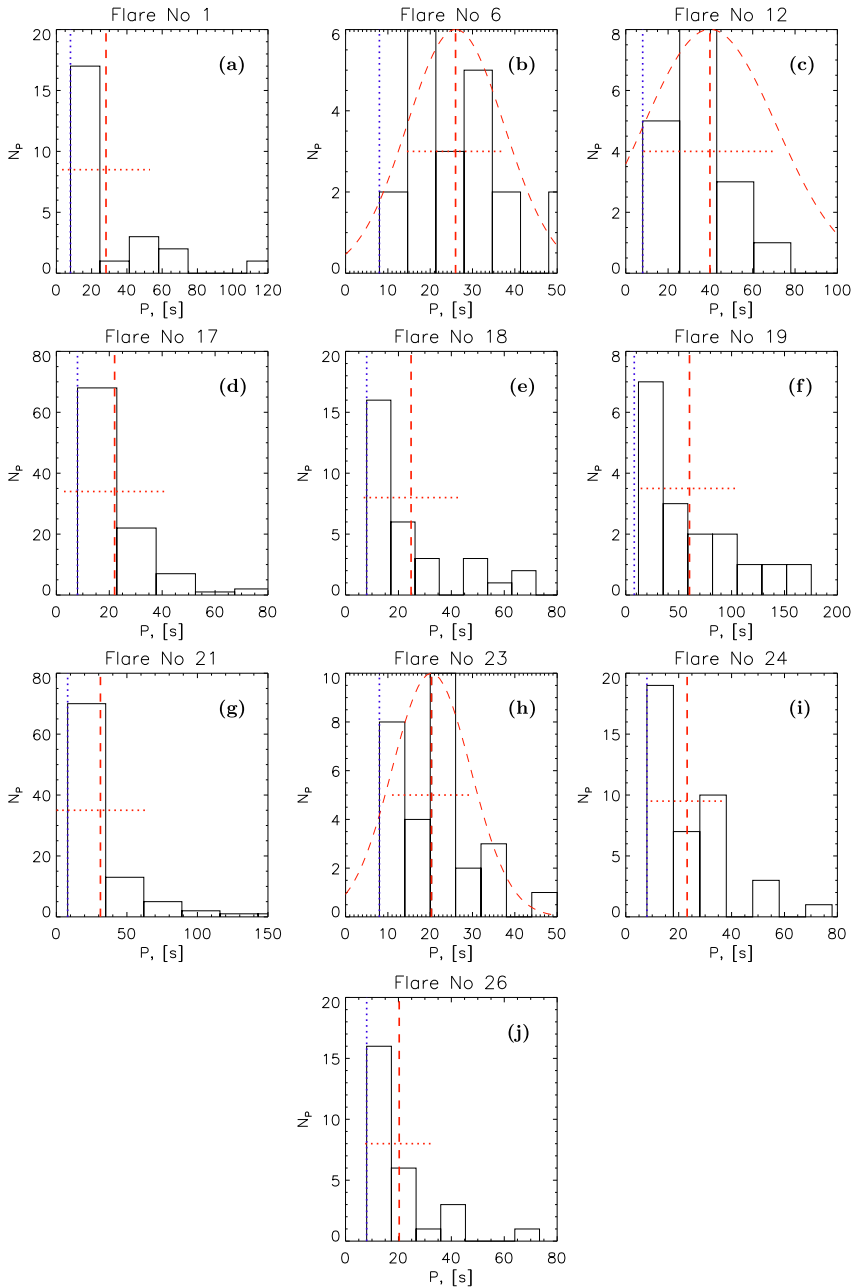 Flare No 1
Flare No 6
Flare No 12
20
15
10
5
0
(a)
6
4
2
0
(b)
8
6
4
2
0
(c)
N_P
N_P
N_P
0 20 40 60 80 100 120
0 10 20 30 40 50
0 20 40 60 80 100
P, [s]
P, [s]
P, [s]
Flare No 17
Flare No 18
Flare No 19
80
60
40
20
0
(d)
20
15
10
5
0
(e)
8
6
4
2
0
(f)
N_P
N_P
N_P
0 20 40 60 80
0 20 40 60 80
0 50 100 150 200
P, [s]
P, [s]
P, [s]
Flare No 21
Flare No 23
Flare No 24
80
60
40
20
0
(g)
10
8
6
4
2
0
(h)
20
15
10
5
0
(i)
N_P
N_P
N_P
0 50 100 150
0 10 20 30 40 50
0 20 40 60 80
P, [s]
P, [s]
P, [s]
Flare No 26
20
15
10
5
0
(j)
N_P
0 20 40 60 80
P, [s]